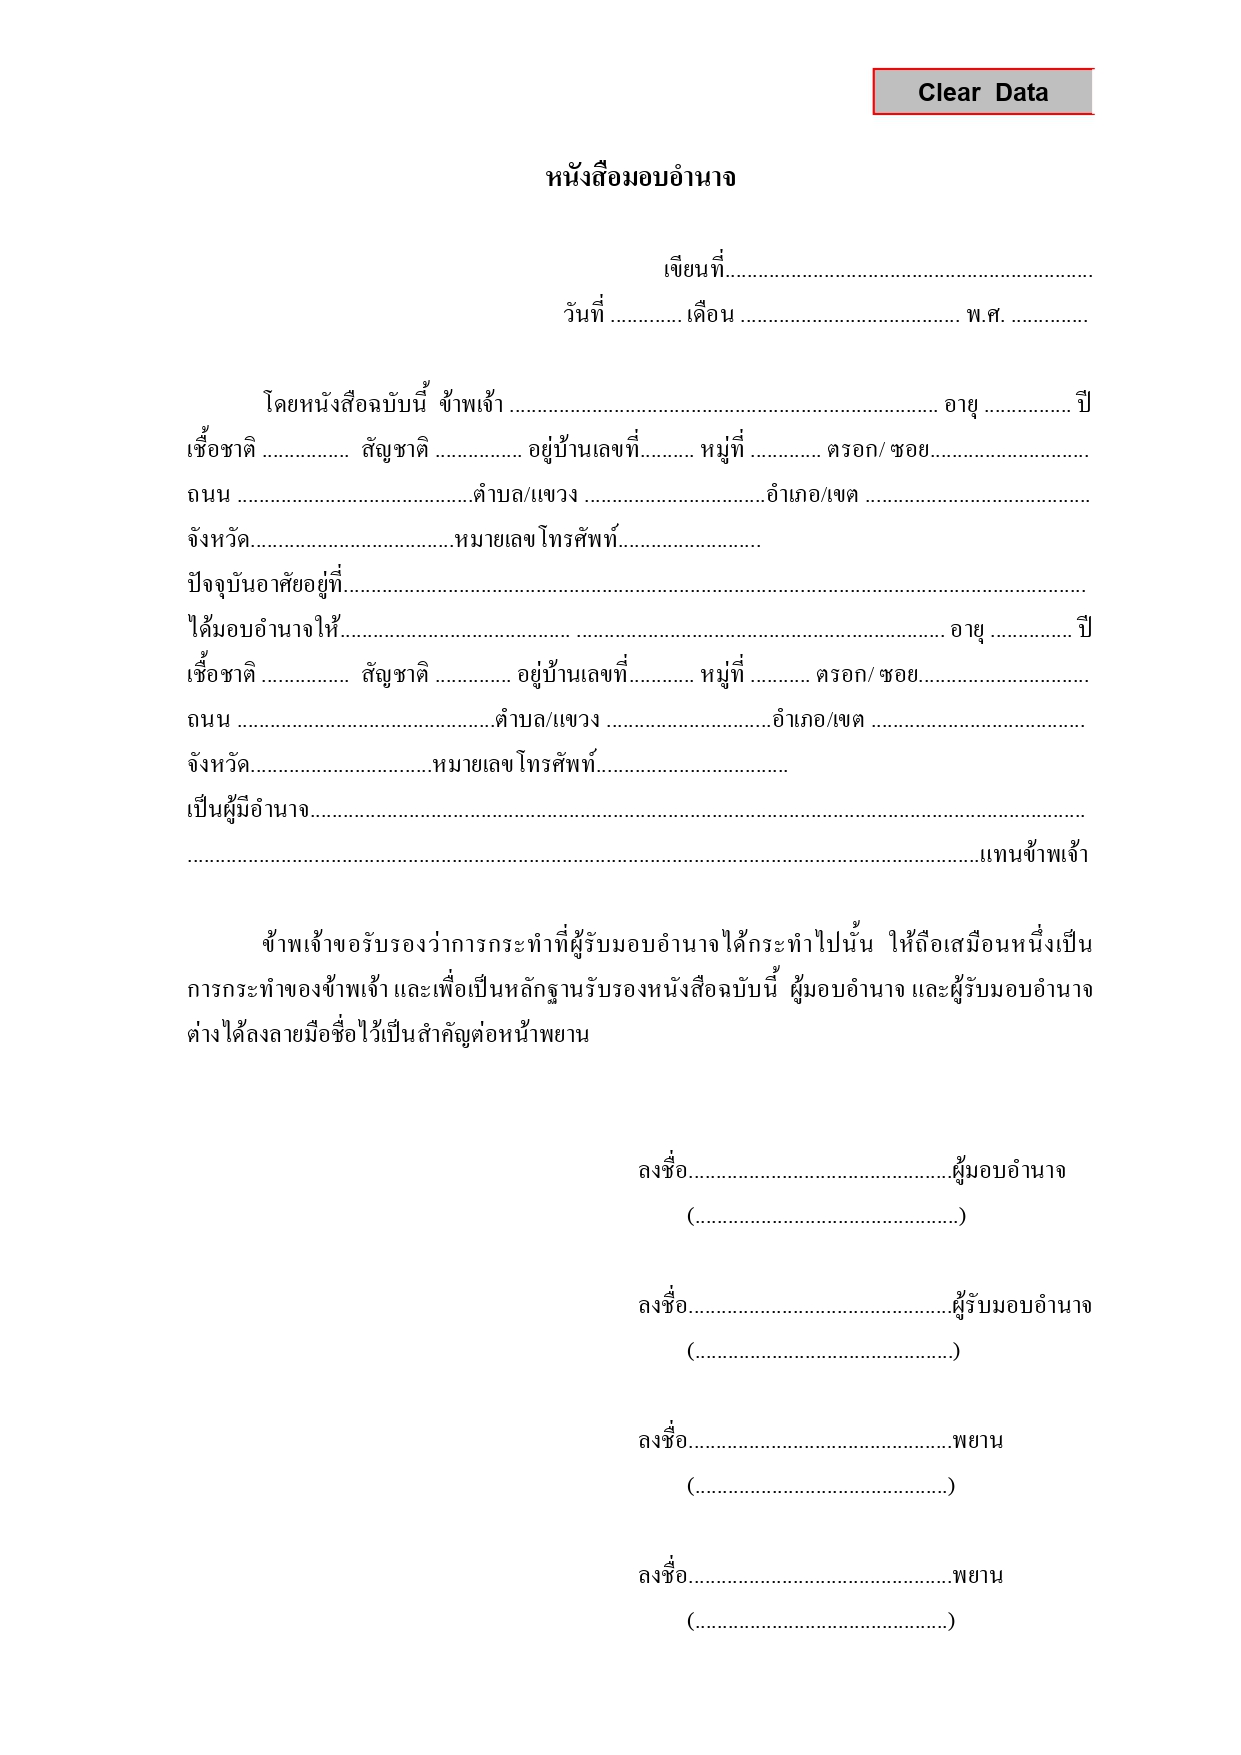 Clear Data
หนังสือมอบอำนาจ
เขียนที่...................................................................
วันที่ ............. เดือน ........................................ พ.ศ. ..............
โดยหนังสือฉบับนี้ ข้าพเจ้า .............................................................................. อายุ ................ ปี
เชื้อชาติ ................ สัญชาติ ................ อยู่บ้านเลขที่.......... หมู่ที่ ............. ตรอก/ ซอย.............................
ถนน ...........................................ตำบล/แขวง .................................อำเภอ/เขต .........................................
จังหวัด.....................................หมายเลขโทรศัพท์..........................
ปัจจุบันอาศัยอยู่ที่.......................................................................................................................................
ได้มอบอำนาจให้.......................................... ................................................................... อายุ ............... ปี
เชื้อชาติ ................ สัญชาติ .............. อยู่บ้านเลขที่............ หมู่ที่ ........... ตรอก/ ซอย...............................
ถนน ...............................................ตำบล/แขวง ..............................อำเภอ/เขต .......................................
จังหวัด.................................หมายเลขโทรศัพท์...................................
เป็นผู้มีอำนาจ.............................................................................................................................................
................................................................................................................................................แทนข้าพเจ้า
ข้าพเจ้าขอรับรองว่าการกระทำที่ผู้รับมอบอำนาจได้กระทำไปนั้น ให้ถือเสมือนหนึ่งเป็น
การกระทำของข้าพเจ้า และเพื่อเป็นหลักฐานรับรองหนังสือฉบับนี้ ผู้มอบอำนาจ และผู้รับมอบอำนาจ
ต่างได้ลงลายมือชื่อไว้เป็นสำคัญต่อหน้าพยาน
ลงชื่อ................................................ผู้มอบอำนาจ
(................................................)
ลงชื่อ................................................ผู้รับมอบอำนาจ
(...............................................)
ลงชื่อ................................................พยาน
(..............................................)
ลงชื่อ................................................พยาน
(..............................................)